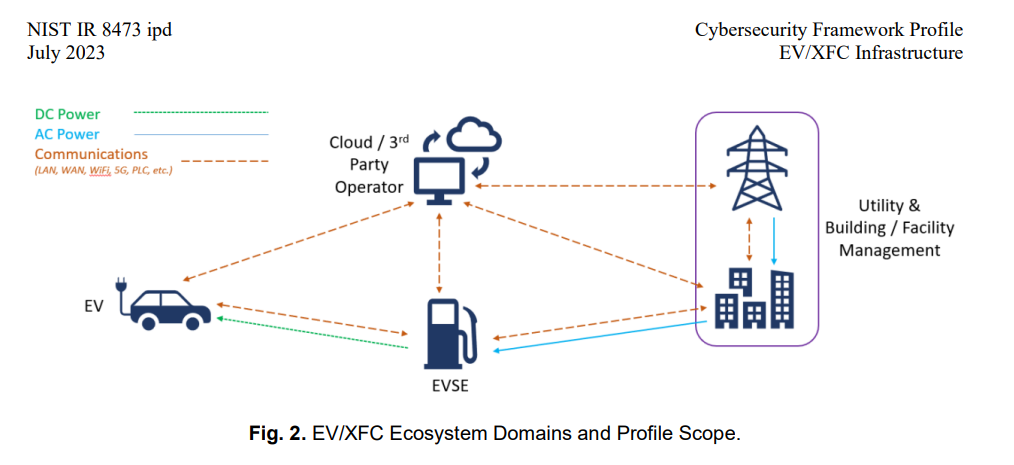 NIST IR 8473 ipd
July 2023
Cybersecurity Framework Profile
EV/XFC Infrastructure
DC Power
AC Power
Communications
(LAN, WAN, WiFi, 5G, PLC, etc.)
Cloud / 3rd
Party
Operator
Utility &
Building / Facility
Management
EV
EVSE
Fig. 2. EV/XFC Ecosystem Domains and Profile Scope.